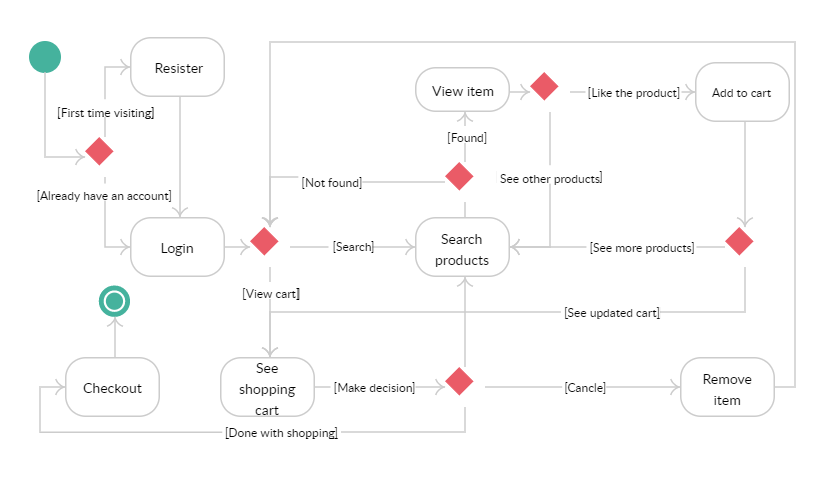 Resister
View item
[Like the product]
Add to cart
[First time visiting]
[Found]
[Not found]
See other products]
[Already have an account]
Login
[Search]
Search
products
[See more products]
[View cart]
[See updated cart]
See
shopping
cart
Checkout
[Make decision]
[Cancle]
Remove
item
[Done with shopping]